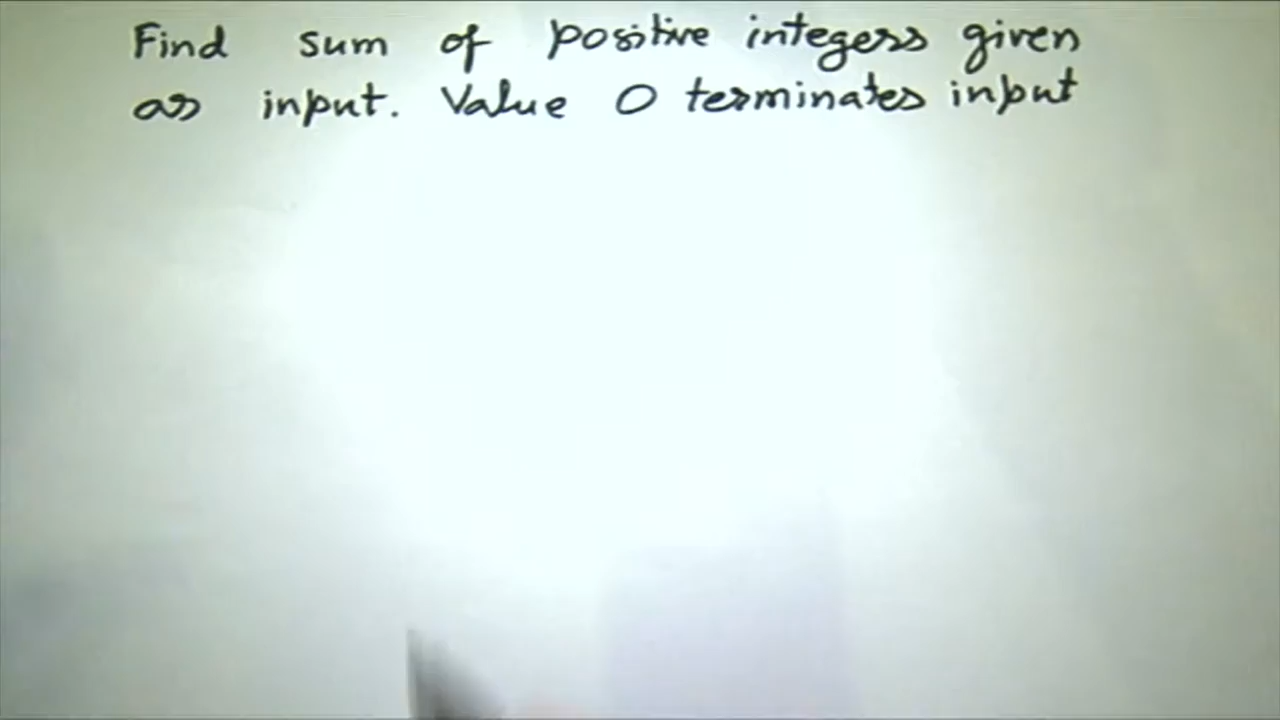 Find sum of positive integers given
as input. Value 0 terminates input